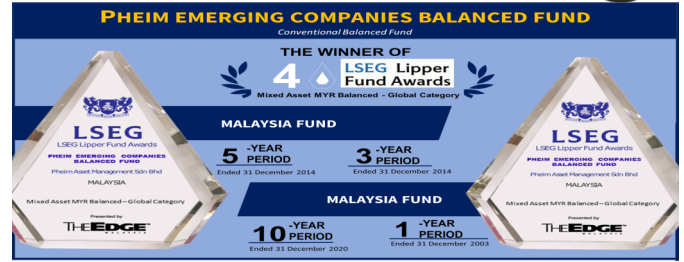 PHEIM EMERGING COMPANIES BALANCED FUND
Conventional Balanced Fund
THE WINNER OF
4 LSEG Lipper Fund Awards
Mixed Asset MYR Balanced - Global Category
MALAYSIA FUND
5 -YEAR PERIOD
Ended 31 December 2014
3 -YEAR PERIOD
Ended 31 December 2014
MALAYSIA FUND
10 -YEAR PERIOD
Ended 31 December 2020
1 -YEAR PERIOD
Ended 31 December 2003
LSEG
LSEG Lipper Fund Awards
PHEIM EMERGING COMPANIES
BALANCED FUND
Pheim Asset Management Sdn Bhd
MALAYSIA
Mixed Asset MYR Balanced—Global Category
Presented by
THEEDGE
MALAYSIA
LSEG
LSEG Lipper Fund Awards
PHEIM EMERGING COMPANIES
BALANCED FUND
Pheim Asset Management Sdn Bhd
MALAYSIA
Mixed Asset MYR Balanced—Global Category
Presented by
THEEDGE
MALAYSIA